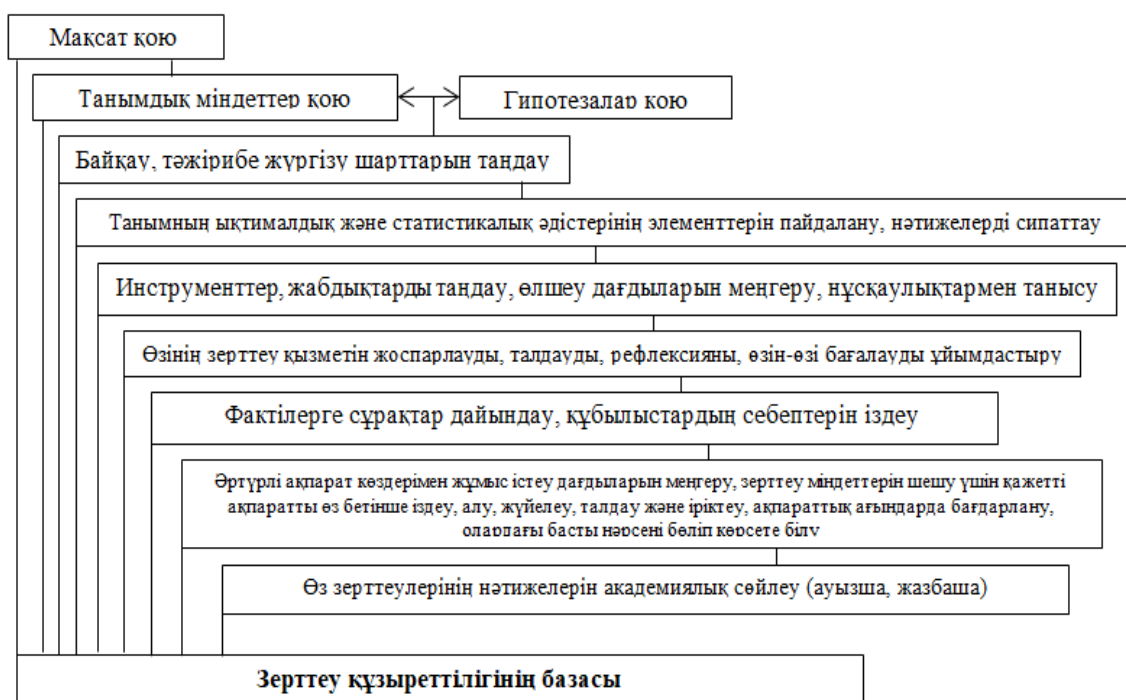 Мақсат қою
Танымдық міндеттер қою
Гипотезалар қою
Байқау, тәжірибе жүргізу шарттарын таңдау
Танымның ықтималдық және статистикалық әдістерінің элементтерін пайдалану, нәтижелерді сипаттау
Инструменттер, жабдықтарды таңдау, өлшеу дағдыларын меңгеру, нұсқаулықтармен танысу
Өзінің зерттеу қызметін жоспарлауды, талдауды, рефлексияны, өзін-өзі бағалауды ұйымдастыру
Фактілерге сұрақтар дайындау, құбылыстардың себептерін іздеу
Әртүрлі ақпарат көздерімен жұмыс істеу дағдыларын меңгеру, зерттеу міндеттерін шешу үшін қажетті
ақпаратты өз бетінше іздеу, алу, жүйелеу, талдау және іріктеу, ақпараттық ағындарда бағдарлану,
олардағы басты нәрсені бөліп көрсете білу
Өз зерттеулерінің нәтижелерін академиялық сөйлеу (ауызша, жазбаша)
Зерттеу құзыреттілігінің базасы